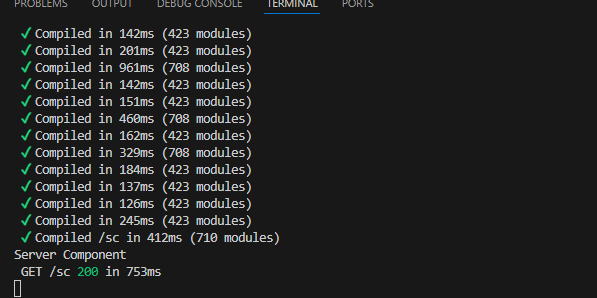 PROBLEMS OUTPUT DEBUG CONSOLE TERMINAL PORTS
✓ Compiled in 142ms (423 modules)
✓ Compiled in 201ms (423 modules)
✓ Compiled in 961ms (708 modules)
✓ Compiled in 142ms (423 modules)
✓ Compiled in 151ms (423 modules)
✓ Compiled in 460ms (708 modules)
✓ Compiled in 162ms (423 modules)
✓ Compiled in 329ms (708 modules)
✓ Compiled in 184ms (423 modules)
✓ Compiled in 137ms (423 modules)
✓ Compiled in 126ms (423 modules)
✓ Compiled in 245ms (423 modules)
✓ Compiled /sc in 412ms (710 modules)
Server Component
GET /sc 200 in 753ms